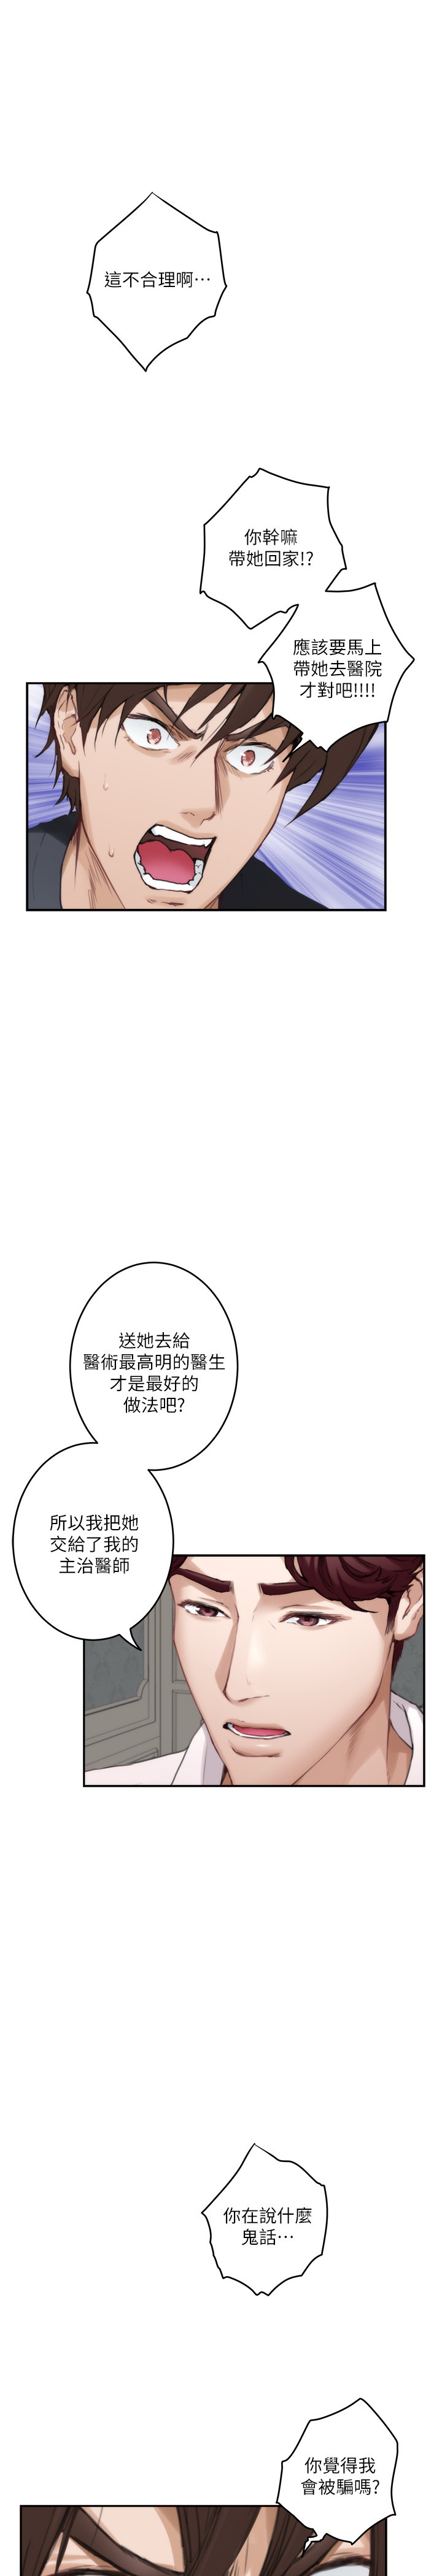 這不合理啊…
你幹嘛
帶她回家!?
應該要馬上
帶她去醫院
才對吧!!!!
送她去給
醫術最高明的醫生
才是最好的
做法吧?
所以我把她
交給了我的
主治醫師
你在說什麼
鬼話…
你覺得我
會被騙嗎?